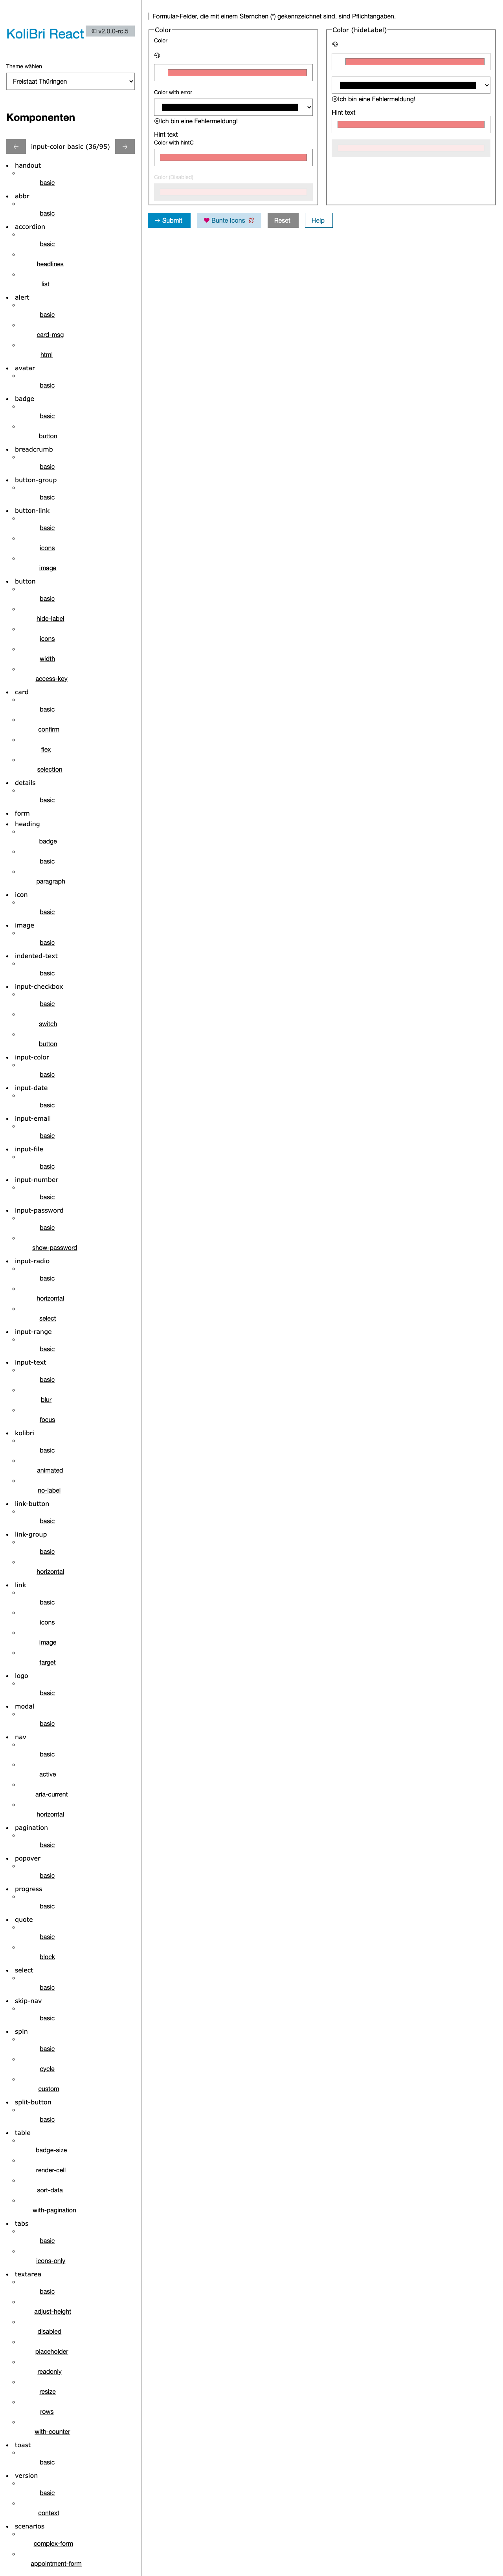 KoliBri React
v2.0.0-rc.5
Theme wählen
Freistaat Thüringen
Komponenten
← input-color basic (36/95) →
handout
basic
abbr
basic
accordion
basic
headlines
list
alert
basic
card-msg
html
avatar
basic
badge
basic
button
breadcrumb
basic
button-group
basic
button-link
basic
icons
image
button
basic
hide-label
icons
width
access-key
card
basic
confirm
flex
selection
details
basic
form
heading
badge
basic
paragraph
icon
basic
image
basic
indented-text
basic
input-checkbox
basic
switch
button
input-color
basic
input-date
basic
input-email
basic
input-file
basic
input-number
basic
input-password
basic
show-password
input-radio
basic
horizontal
select
input-range
basic
input-text
basic
blur
focus
kolibri
basic
animated
no-label
link-button
basic
link-group
basic
horizontal
link
basic
icons
image
target
logo
basic
modal
basic
nav
basic
active
aria-current
horizontal
pagination
basic
popover
basic
progress
basic
quote
basic
block
select
basic
skip-nav
basic
spin
basic
cycle
custom
split-button
basic
table
badge-size
render-cell
sort-data
with-pagination
tabs
basic
icons-only
textarea
basic
adjust-height
disabled
placeholder
readonly
resize
rows
with-counter
toast
basic
version
basic
context
scenarios
complex-form
appointment-form
Formular-Felder, die mit einem Sternchen (*) gekennzeichnet sind, sind Pflichtangaben.
Color
Color
Color with error
Ich bin eine Fehlermeldung!
Hint text
Color with hintC
Color (Disabled)
Color (hideLabel)
Ich bin eine Fehlermeldung!
Hint text
→ Submit
Bunte Icons
Reset
Help